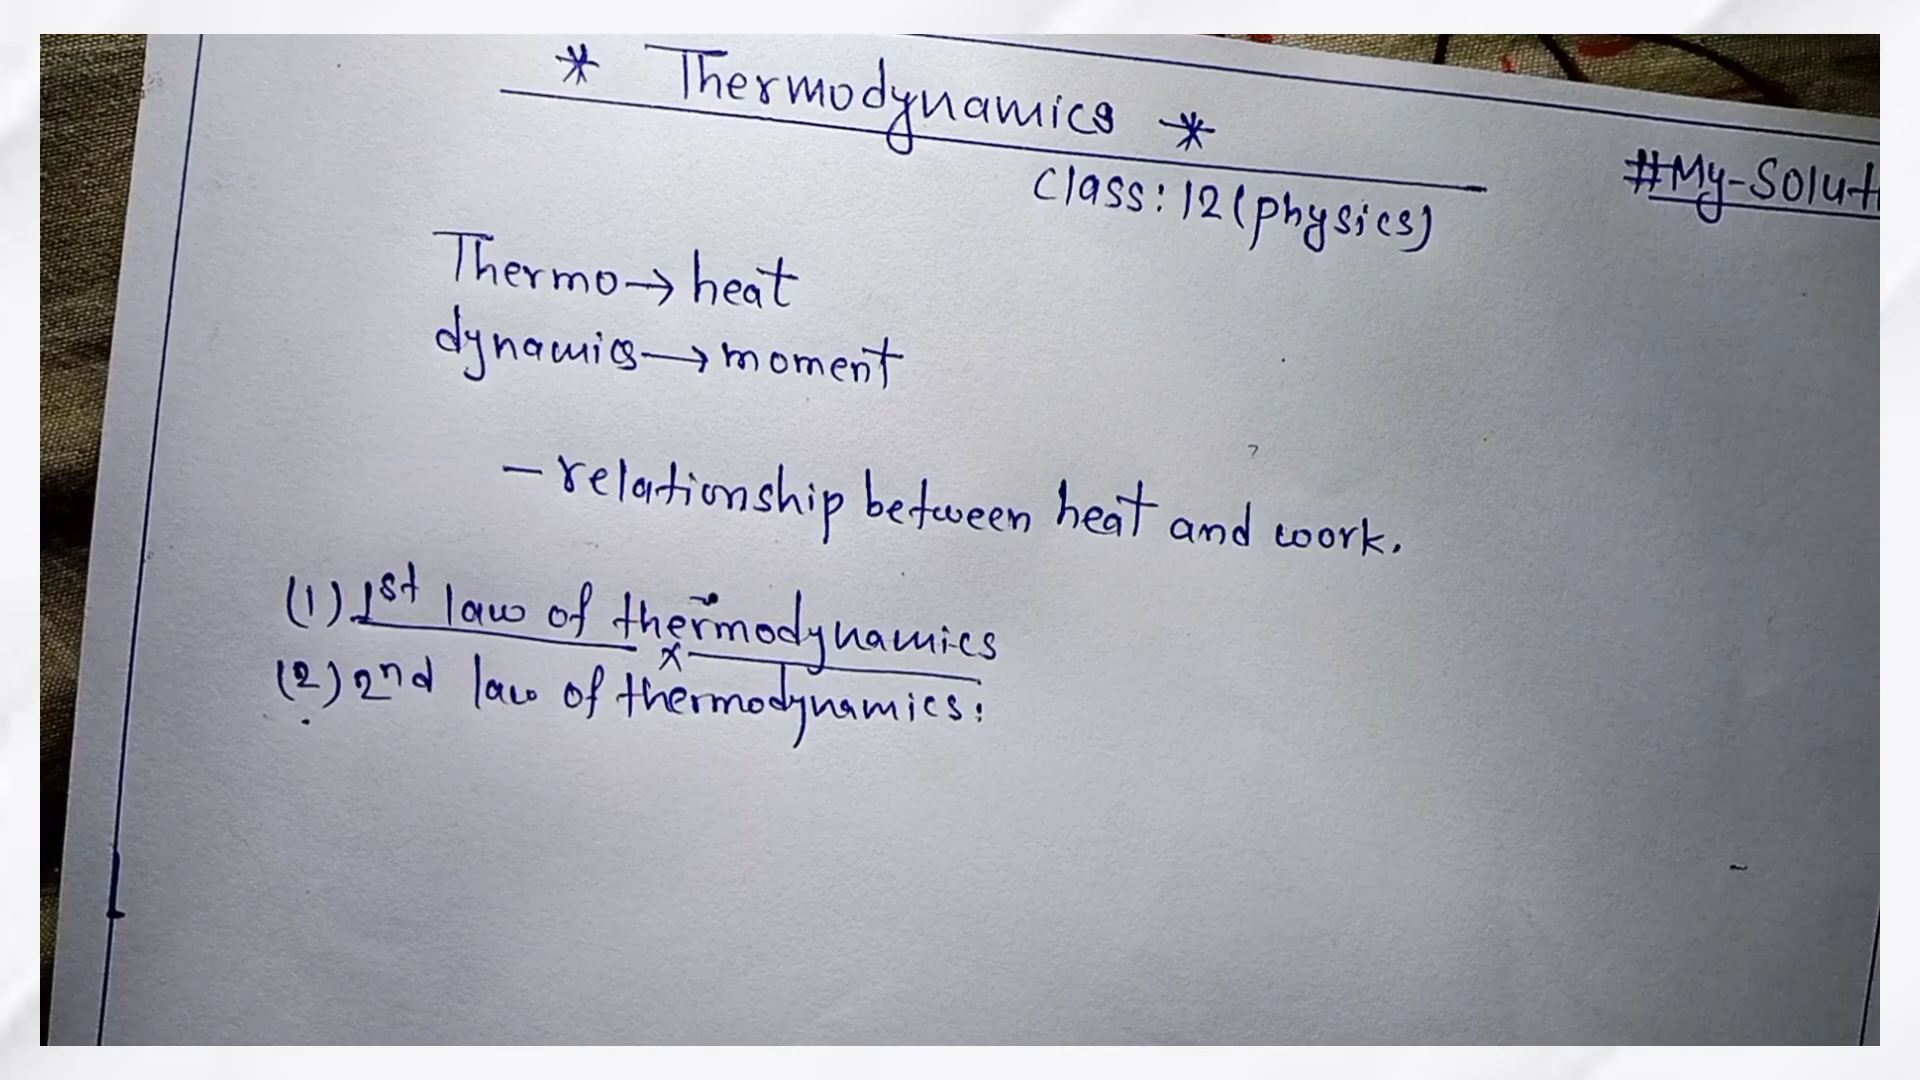 * Thermodynamics *
Class: 12 (physics)
#My-Solut
Thermo → heat
dynamics → moment
- relationship between heat and work.
(1) 1st law of thermodynamics
(2) 2nd law of thermodynamics: